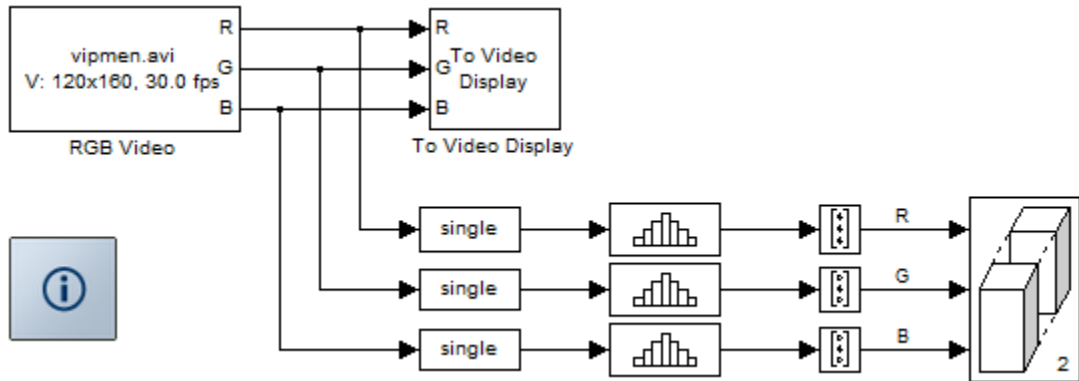 R
G
B
vipmen.avi
V: 120x160, 30.0 fps
RGB Video
R
G
B
To Video
Display
To Video Display
single
R
single
G
single
B
2